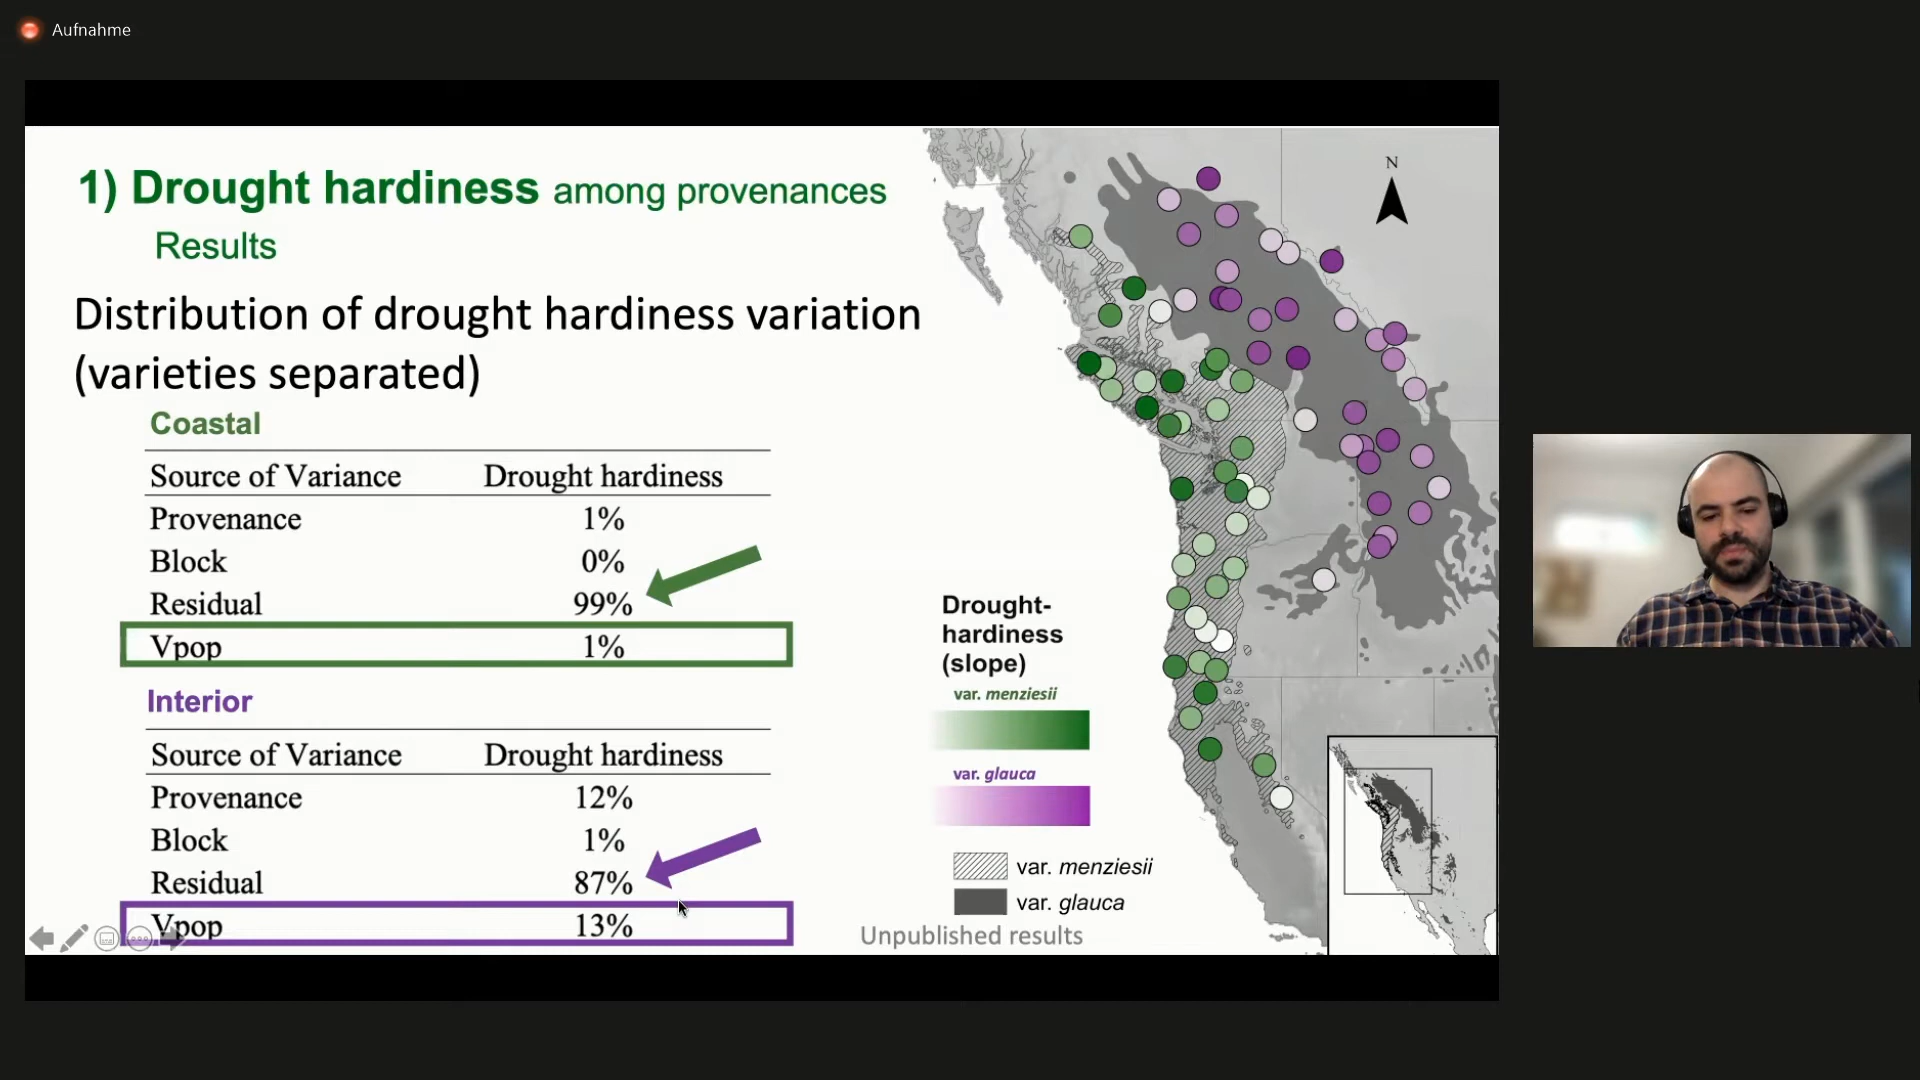 Aufnahme
1) Drought hardiness among provenances
Results
Distribution of drought hardiness variation
(varieties separated)
Coastal
Source of Variance Drought hardiness
Provenance 1%
Block 0%
Residual 99%
Vpop 1%
Interior
Source of Variance Drought hardiness
Provenance 12%
Block 1%
Residual 87%
Vpop 13%
N
Drought-
hardiness
(slope)
var. menziesii
var. glauca
var. menziesii
var. glauca
Unpublished results